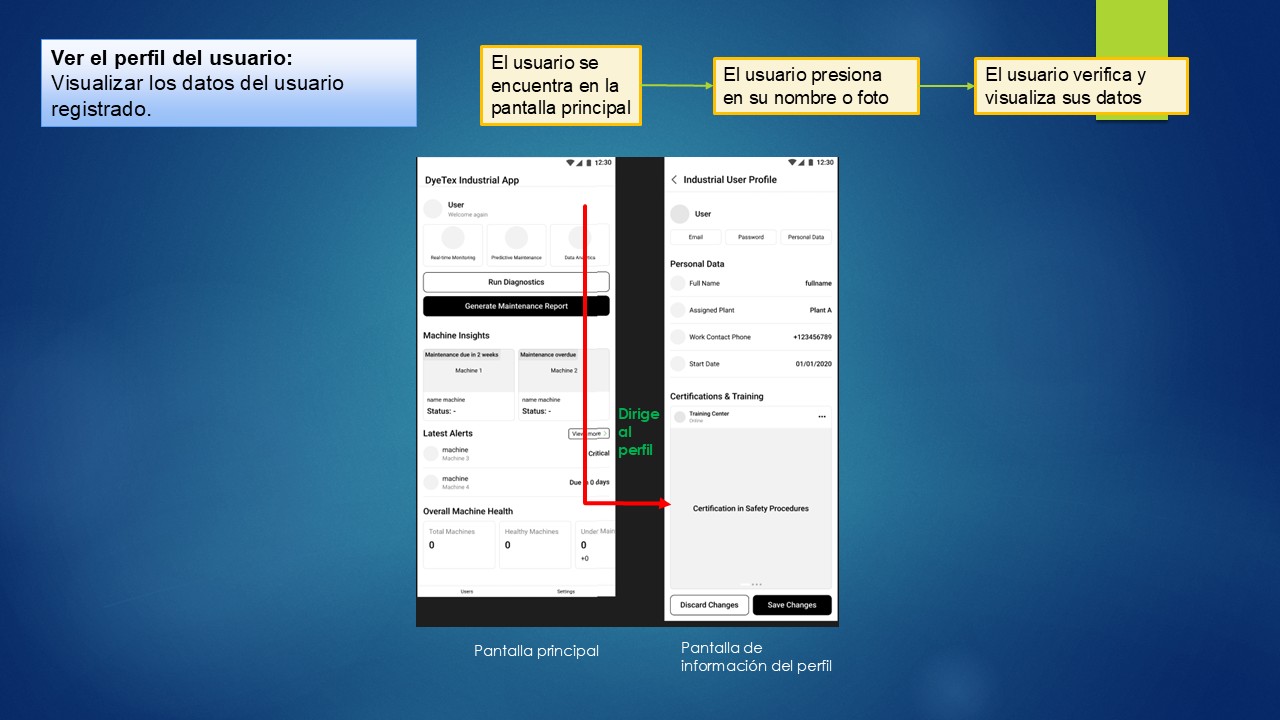 Ver el perfil del usuario:
Visualizar los datos del usuario
registrado.
El usuario se
encuentra en la
pantalla principal
El usuario presiona
en su nombre o foto
El usuario verifica y
visualiza sus datos
12:30
DyeTex Industrial App
User
Welcome again
Real-time Monitoring
Predictive Maintenance
Data Analytics
Run Diagnostics
Generate Maintenance Report
Machine Insights
Maintenance due in 2 weeks
Machine 1
name machine
Status: -
Maintenance overdue
Machine 2
name machine
Status: -
Latest Alerts
View more
machine
Machine 3
Critical
machine
Machine 4
Due in 0 days
Overall Machine Health
Total Machines
0
Healthy Machines
0
Under Main
0
+0
Users
Settings
Dirige
al
perfil
12:30
Industrial User Profile
User
Email
Password
Personal Data
Personal Data
Full Name
fullname
Assigned Plant
Plant A
Work Contact Phone
+123456789
Start Date
01/01/2020
Certifications & Training
Training Center
Online
Certification in Safety Procedures
Discard Changes
Save Changes
Pantalla principal
Pantalla de
información del perfil